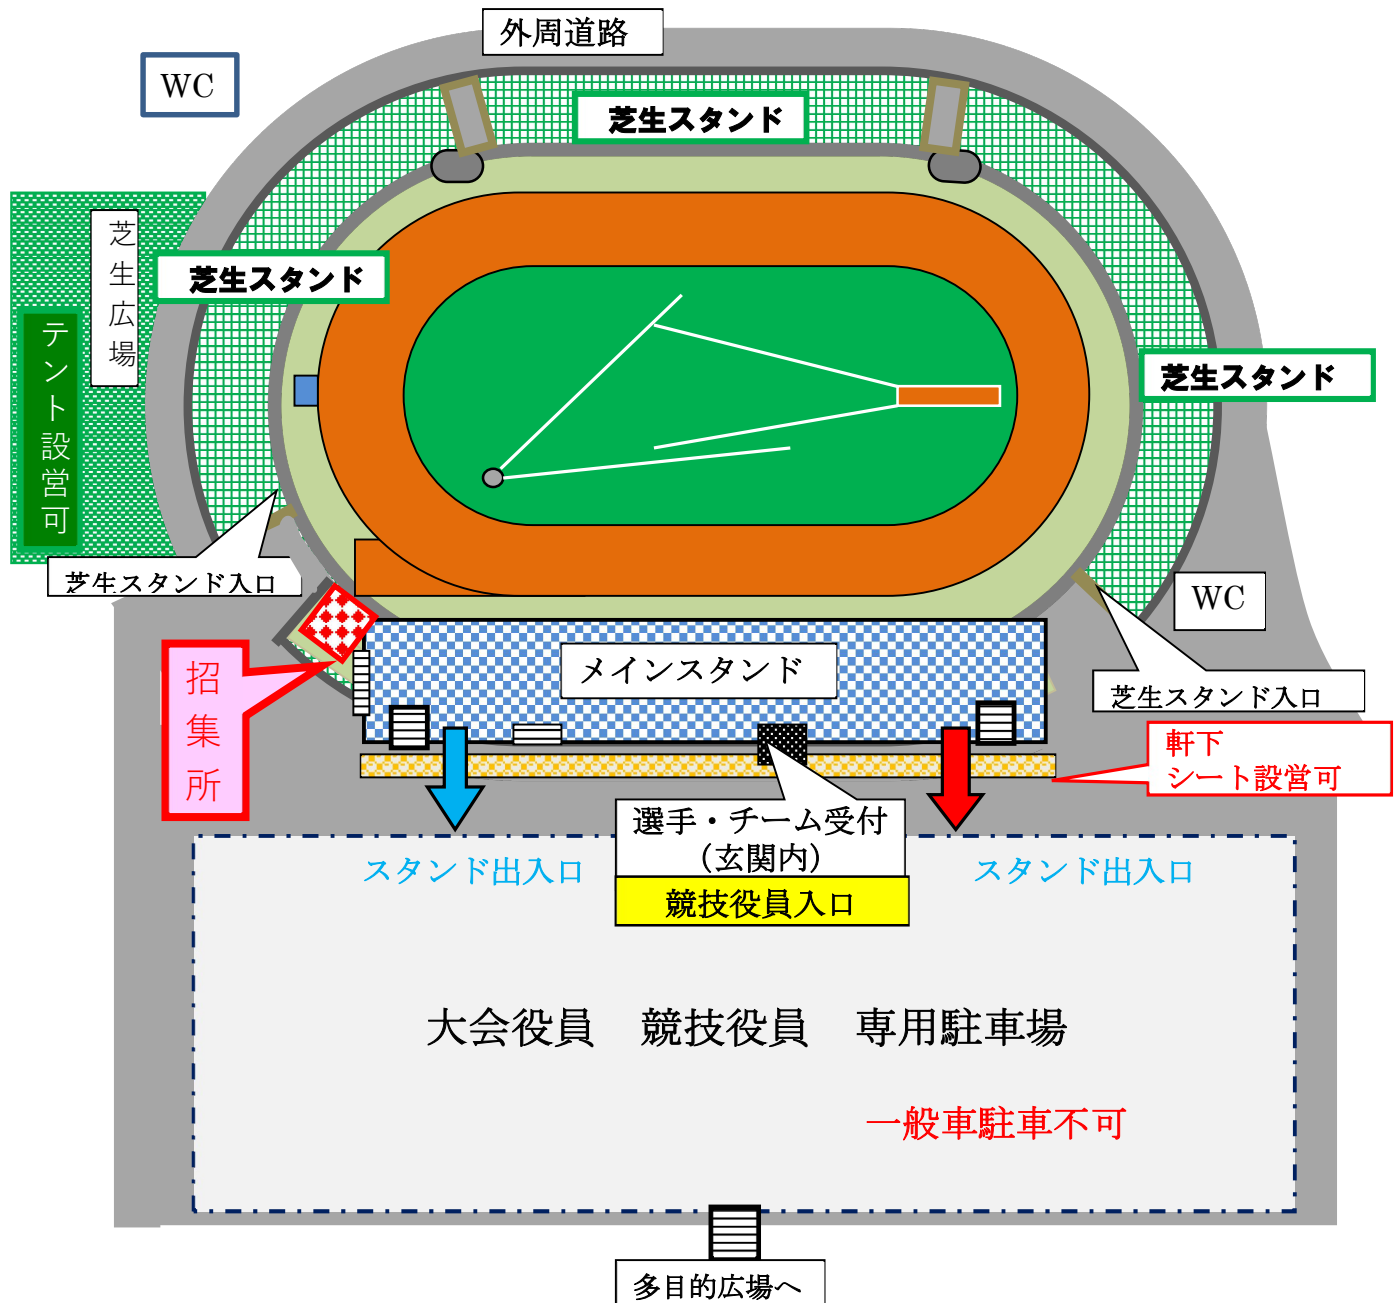 外周道路
WC
芝生スタンド
芝生広場
芝生スタンド
テント設営可
芝生スタンド
芝生スタンド入口
WC
招集所
メインスタンド
芝生スタンド入口
軒下
シート設営可
選手・チーム受付
（玄関内）
競技役員入口
スタンド出入口
スタンド出入口
大会役員　競技役員　専用駐車場
一般車駐車不可
多目的広場へ